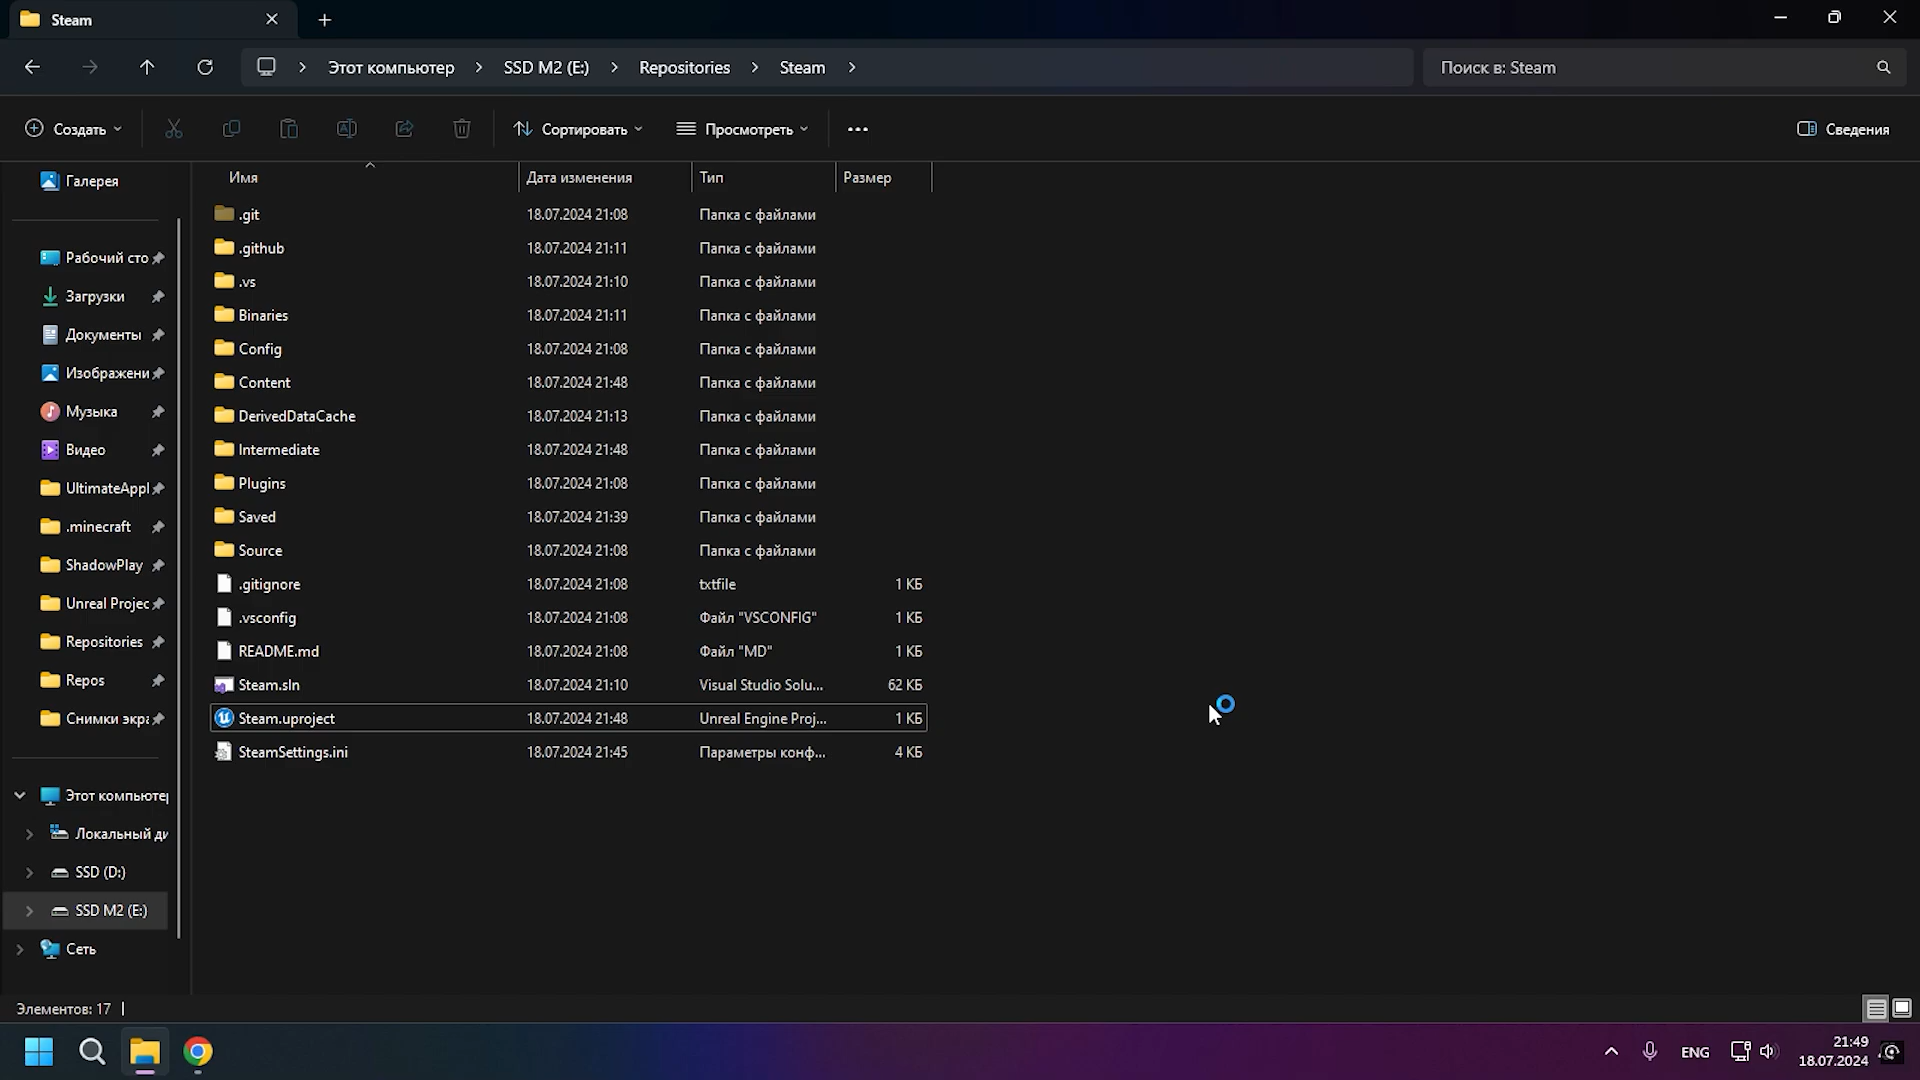 Steam
Этот компьютер
SSD M2 (E:)
Repositories
Steam
Поиск в: Steam
Создать
Сортировать
Просмотреть
Сведения
Галерея
Рабочий сто
Загрузки
Документы
Изображени
Музыка
Видео
UltimateAppl
.minecraft
ShadowPlay
Unreal Projec
Repositories
Repos
Снимки экра
Этот компьютер
Локальный ди
SSD (D:)
SSD M2 (E:)
Сеть
Имя Дата изменения Тип Размер
.git 18.07.2024 21:08 Папка с файлами
.github 18.07.2024 21:11 Папка с файлами
.vs 18.07.2024 21:10 Папка с файлами
Binaries 18.07.2024 21:11 Папка с файлами
Config 18.07.2024 21:08 Папка с файлами
Content 18.07.2024 21:48 Папка с файлами
DerivedDataCache 18.07.2024 21:13 Папка с файлами
Intermediate 18.07.2024 21:48 Папка с файлами
Plugins 18.07.2024 21:08 Папка с файлами
Saved 18.07.2024 21:39 Папка с файлами
Source 18.07.2024 21:08 Папка с файлами
.gitignore 18.07.2024 21:08 txtfile 1 КБ
.vsconfig 18.07.2024 21:08 Файл "VSCONFIG" 1 КБ
README.md 18.07.2024 21:08 Файл "MD" 1 КБ
Steam.sln 18.07.2024 21:10 Visual Studio Solu... 62 КБ
Steam.uproject 18.07.2024 21:48 Unreal Engine Proj... 1 КБ
SteamSettings.ini 18.07.2024 21:45 Параметры конф... 4 КБ
Элементов: 17
ENG
21:49
18.07.2024